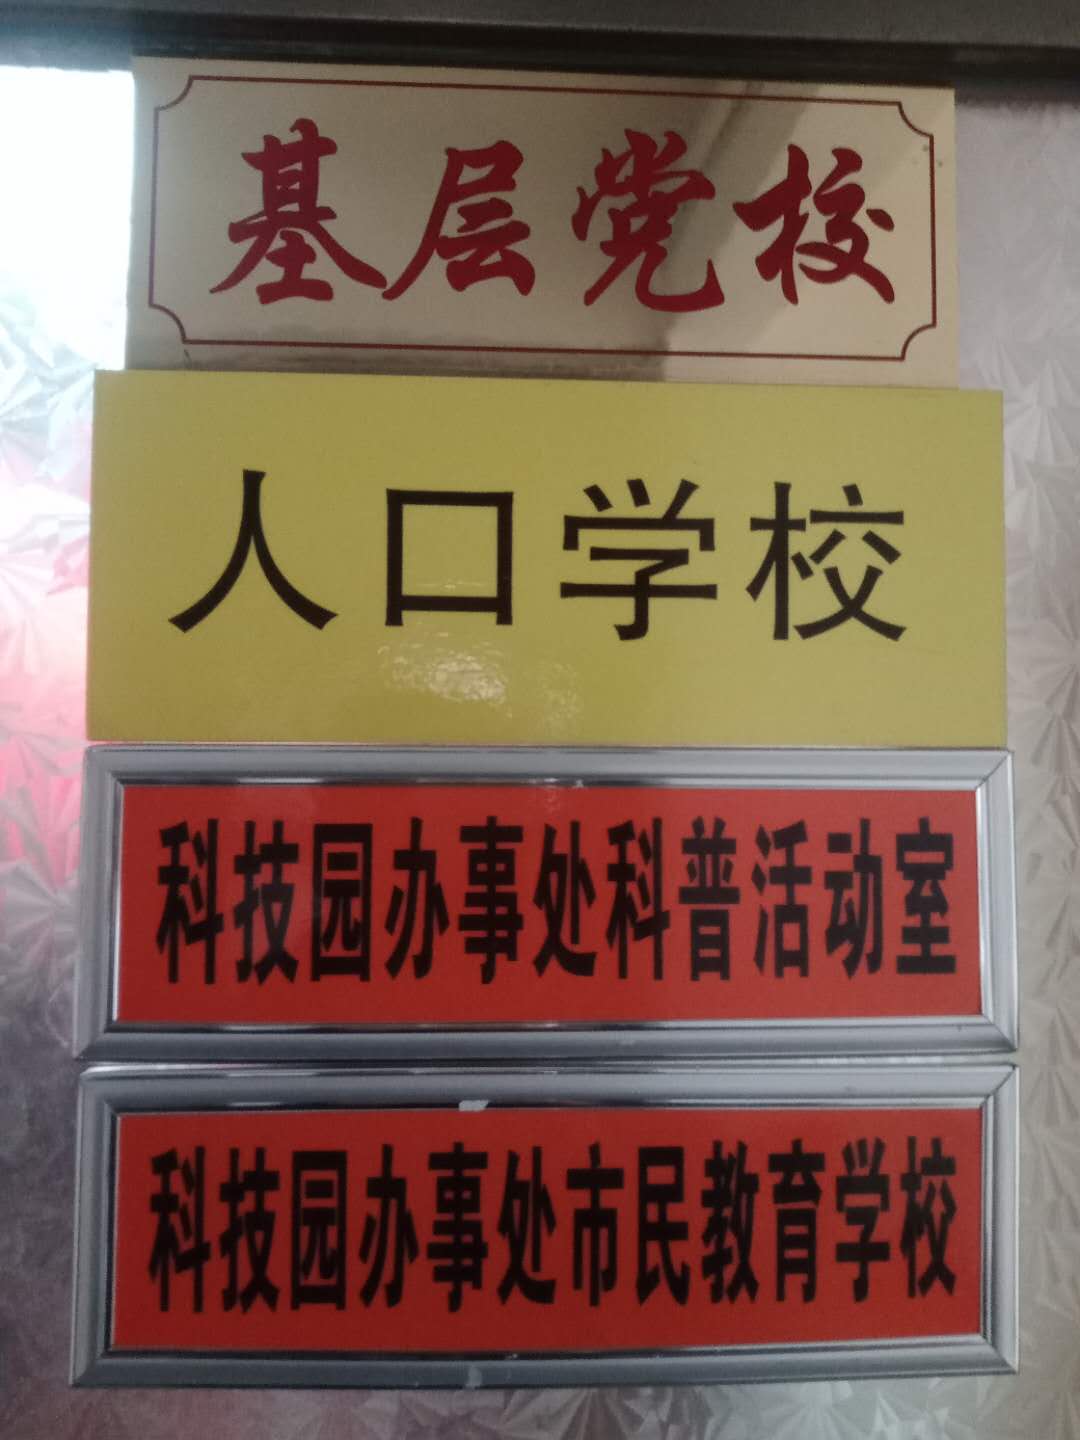 基层党校
人口学校
科技园办事处科普活动室
科技园办事处市民教育学校